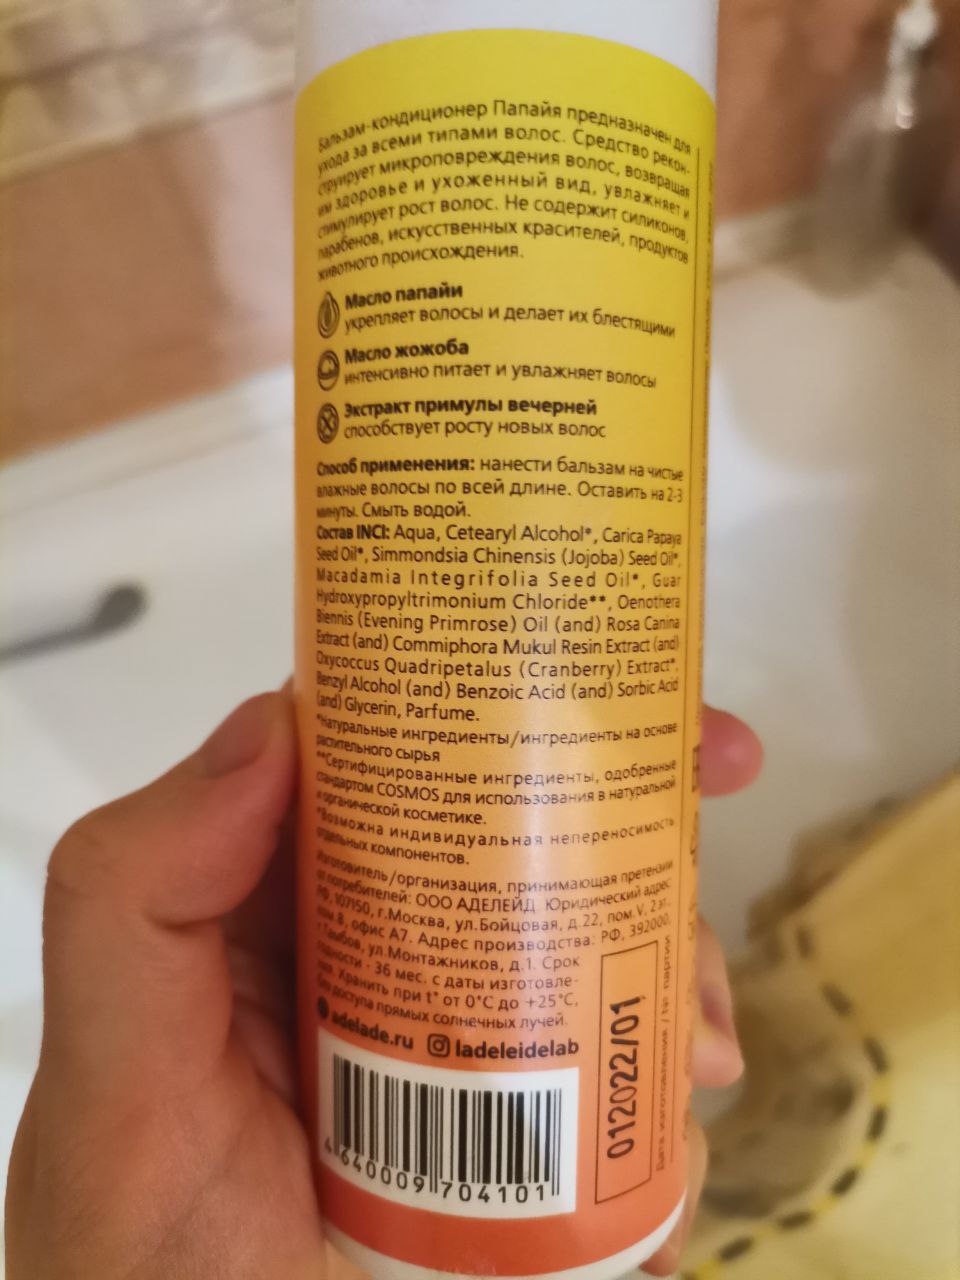 Бальзам-кондиционер Папайя предназначен для
ухода за всеми типами волос. Средство рекон-
струирует микроповреждения волос, возвращая
им здоровье и ухоженный вид, увлажняет и
стимулирует рост волос. Не содержит силиконов,
парабенов, искусственных красителей, продуктов
животного происхождения.
Масло папайи
укрепляет волосы и делает их блестящими
Масло жожоба
интенсивно питает и увлажняет волосы
Экстракт примулы вечерней
способствует росту новых волос
Способ применения: нанести бальзам на чистые
влажные волосы по всей длине. Оставить на 2-3
минуты. Смыть водой.
Состав INCI: Aqua, Cetearyl Alcohol*, Carica Papaya
Seed Oil*, Simmondsia Chinensis (Jojoba) Seed Oil*,
Macadamia Integrifolia Seed Oil*, Guar
Hydroxypropyltrimonium Chloride**, Oenothera
Biennis (Evening Primrose) Oil (and) Rosa Canina
Extract (and) Commiphora Mukul Resin Extract (and)
Oxycoccus Quadripetalus (Cranberry) Extract*,
Benzyl Alcohol (and) Benzoic Acid (and) Sorbic Acid
(and) Glycerin, Parfume.
*Натуральные ингредиенты/ингредиенты на основе
растительного сырья
**Сертифицированные ингредиенты, одобренные
стандартом COSMOS для использования в натуральной
и органической косметике.
*Возможна индивидуальная непереносимость
отдельных компонентов.
Изготовитель/организация, принимающая претензии
от потребителей: ООО АДЕЛЕЙД. Юридический адрес:
РФ, 107150, г.Москва, ул.Бойцовая, д.22, пом.V, 2эт.,
ком.8, офис А7. Адрес производства: РФ, 392000,
г.Тамбов, ул.Монтажников, д.1. Срок
годности - 36 мес. с даты изготовле-
ния. Хранить при t° от 0°С до +25°С,
без доступа прямых солнечных лучей.
adelade.ru ladeleidelab
012022/01
Дата изготовления / № партии
4640009704101